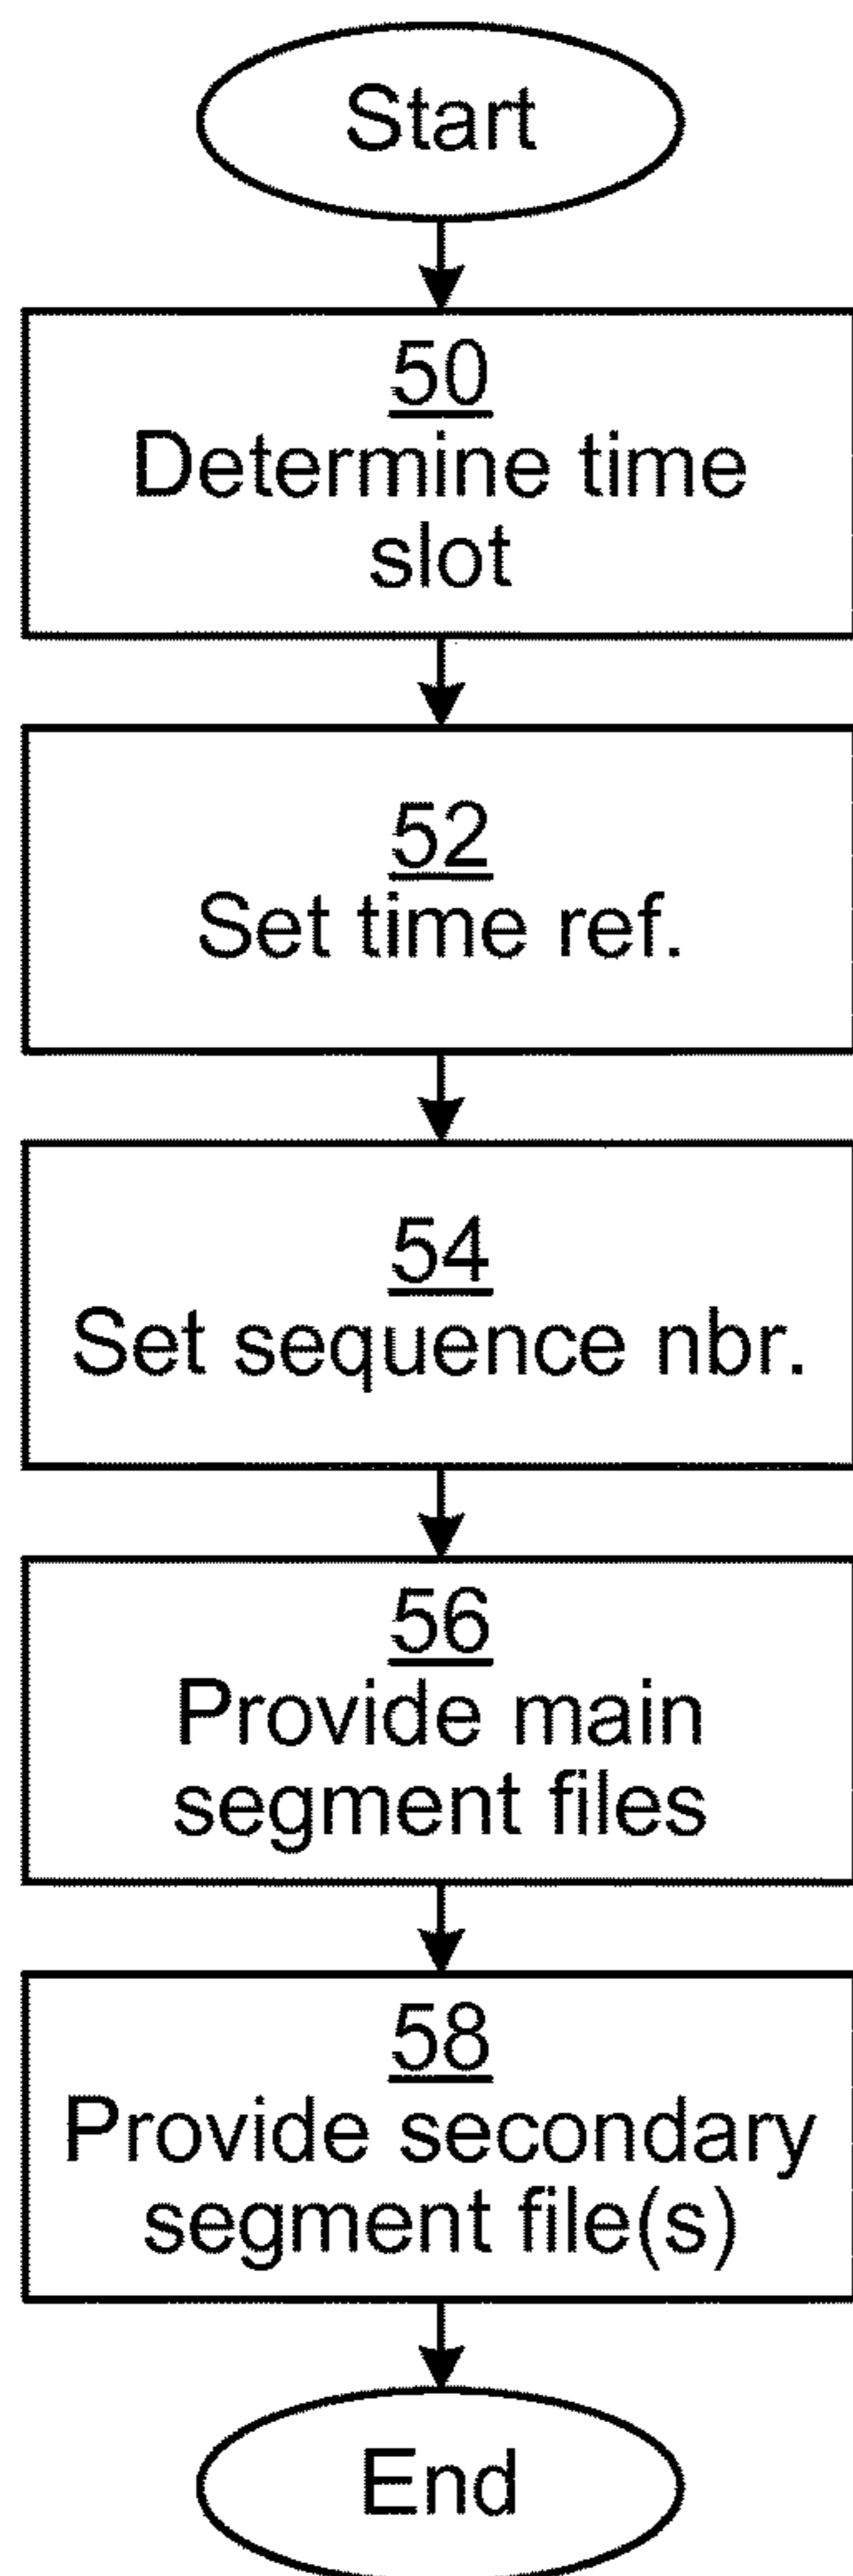 Start
50
Determine time
slot
52
Set time ref.
54
Set sequence nbr.
56
Provide main
segment files
58
Provide secondary
segment file(s)
End